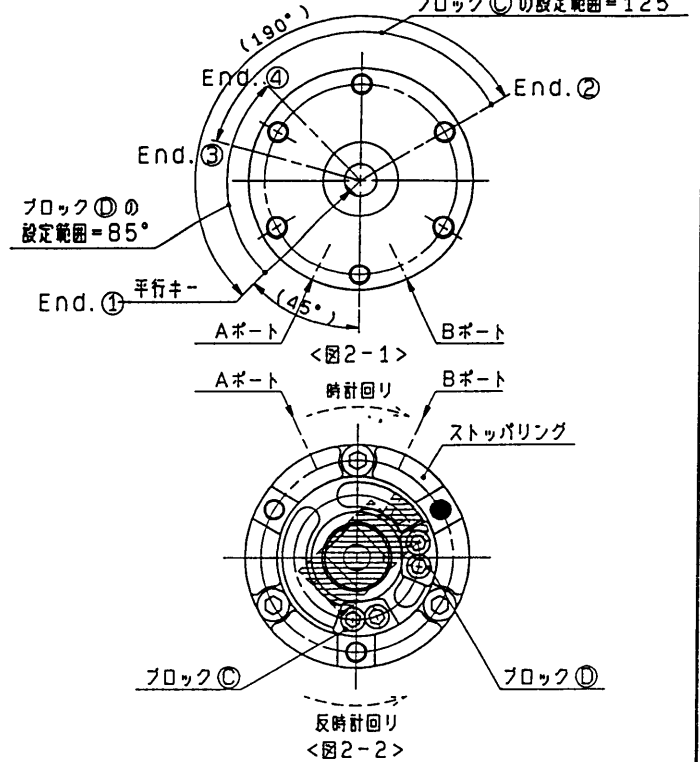 ブロックⒸの設定範囲=125
(190°)
End.④
End.②
End.③
ブロックⒹの
設定範囲=85°
End.①
平行キー
(45°)
Aポート
Bポート
<図2-1>
Aポート
時計回り
Bポート
ストッパリング
ブロックⒸ
ブロックⒹ
反時計回り
<図2-2>